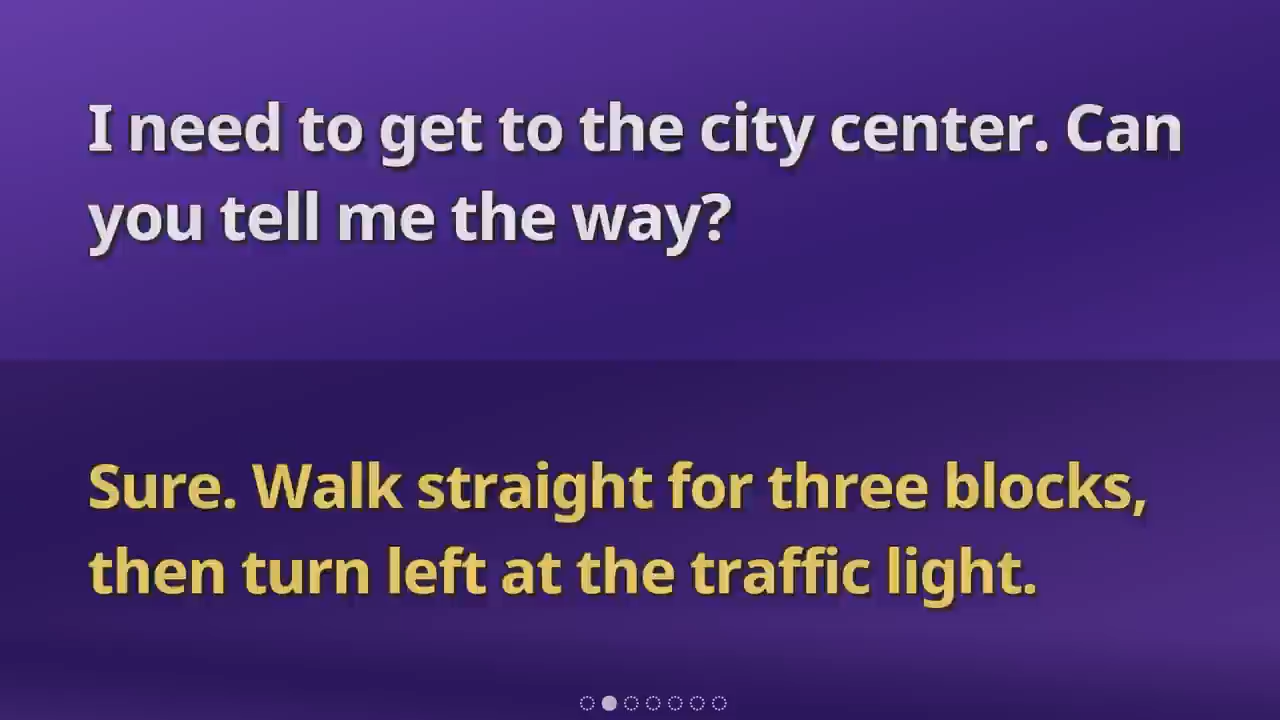 I need to get to the city center. Can
you tell me the way?
Sure. Walk straight for three blocks,
then turn left at the traffic light.